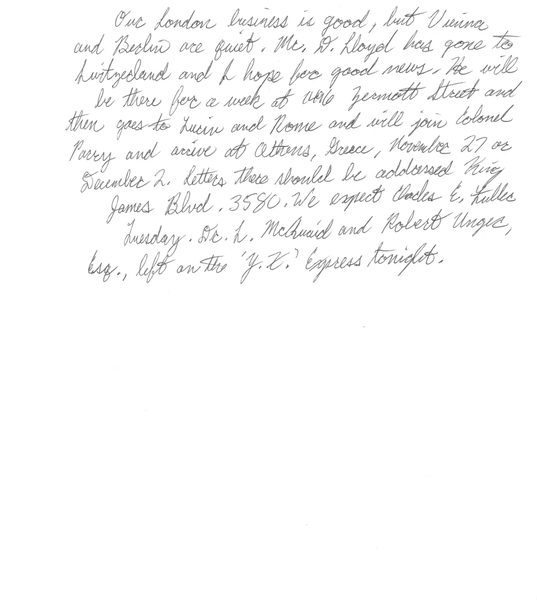 Our London business is good, but Vienna
and Berlin are quiet. Mr. D. Lloyd has gone to
Switzerland and I hope for good news. He will
be there for a week at 1496 Zermott Street and
then goes to Turin and Rome and will join Colonel
Parry and arrive at Athens, Greece, November 27 or
December 2. Letters there should be addressed King
James Blvd. 3580. We expect Charles E. Fuller
Tuesday. Dr. L. McQuaid and Robert Unger,
Esq., left on the 'Y.X.' Express tonight.